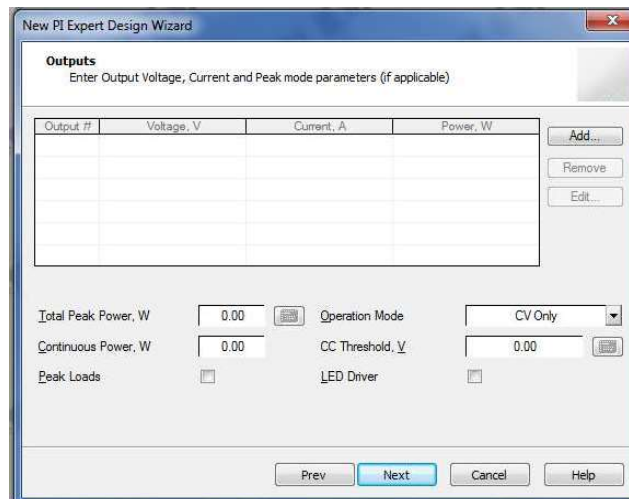 New PI Expert Design Wizard
Outputs
Enter Output Voltage, Current and Peak mode parameters (if applicable)
Output # Voltage, V Current, A Power, W
Add...
Remove
Edit...
Total Peak Power, W 0.00 Operation Mode CV Only
Continuous Power, W 0.00 CC Threshold, V 0.00
Peak Loads LED Driver
Prev Next Cancel Help